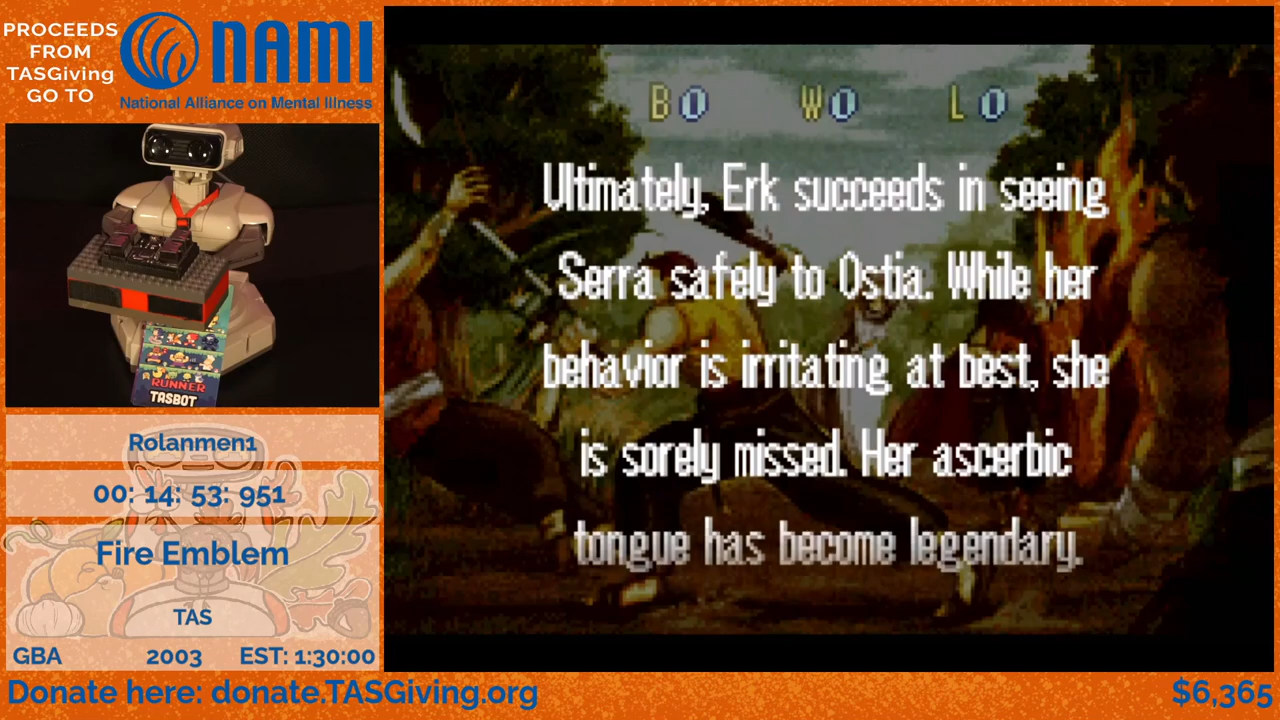 PROCEEDS
FROM
TASGiving
GO TO
NAMI
National Alliance on Mental Illness
B 0 W 0 L 0
Ultimately, Erk succeeds in seeing
Serra safely to Ostia. While her
behavior is irritating at best, she
is sorely missed. Her ascerbic
tongue has become legendary.
RUNNER
TASBOT
Rolanmen1
00: 14: 53: 951
Fire Emblem
TAS
GBA 2003 EST: 1:30:00
Donate here: donate.TASGiving.org
$6,365